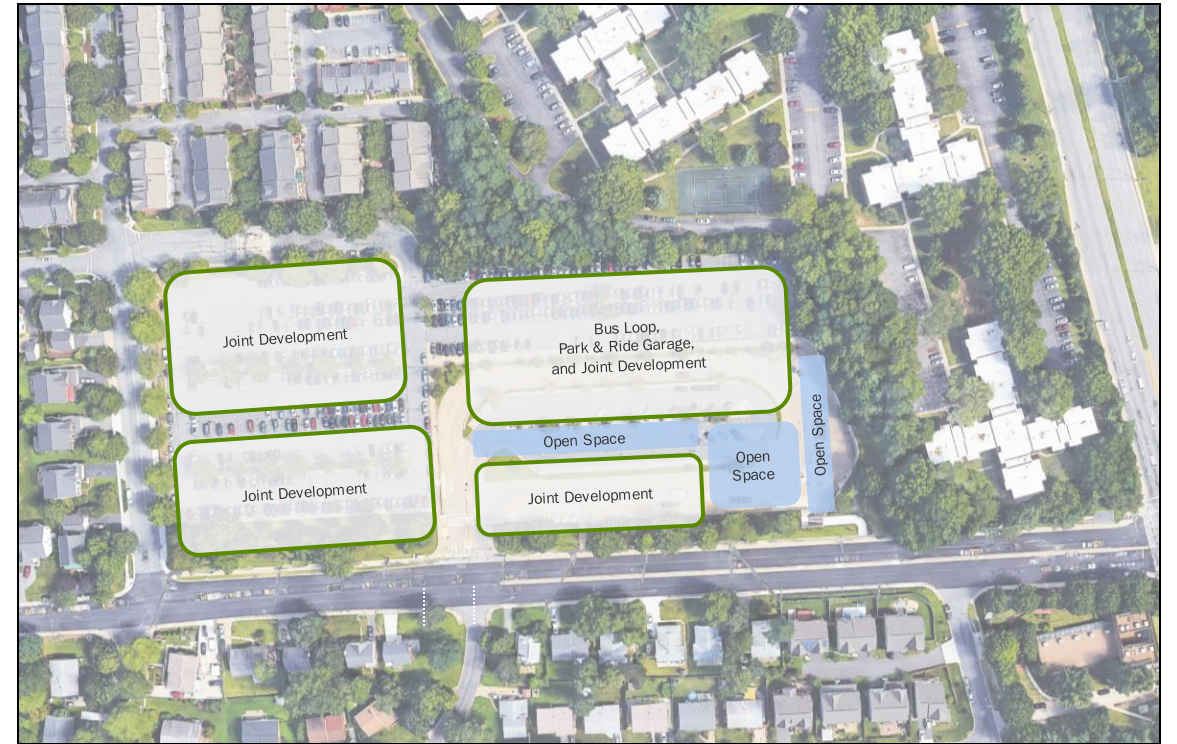 Joint Development
Bus Loop,
Park & Ride Garage,
and Joint Development
Open Space
Open Space
Open
Space
Joint Development
Joint Development